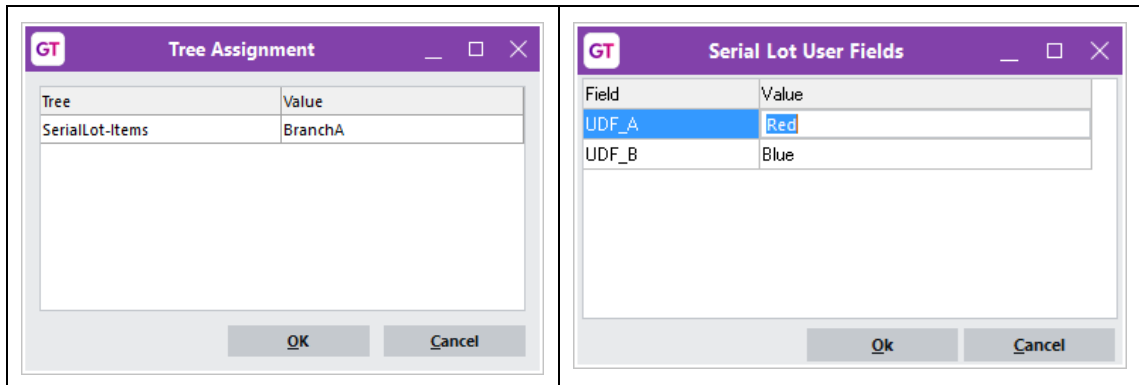 GT Tree Assignment
Tree Value
SerialLot-Items BranchA
OK Cancel
GT Serial Lot User Fields
Field Value
UDF_A Red
UDF_B Blue
Ok Cancel